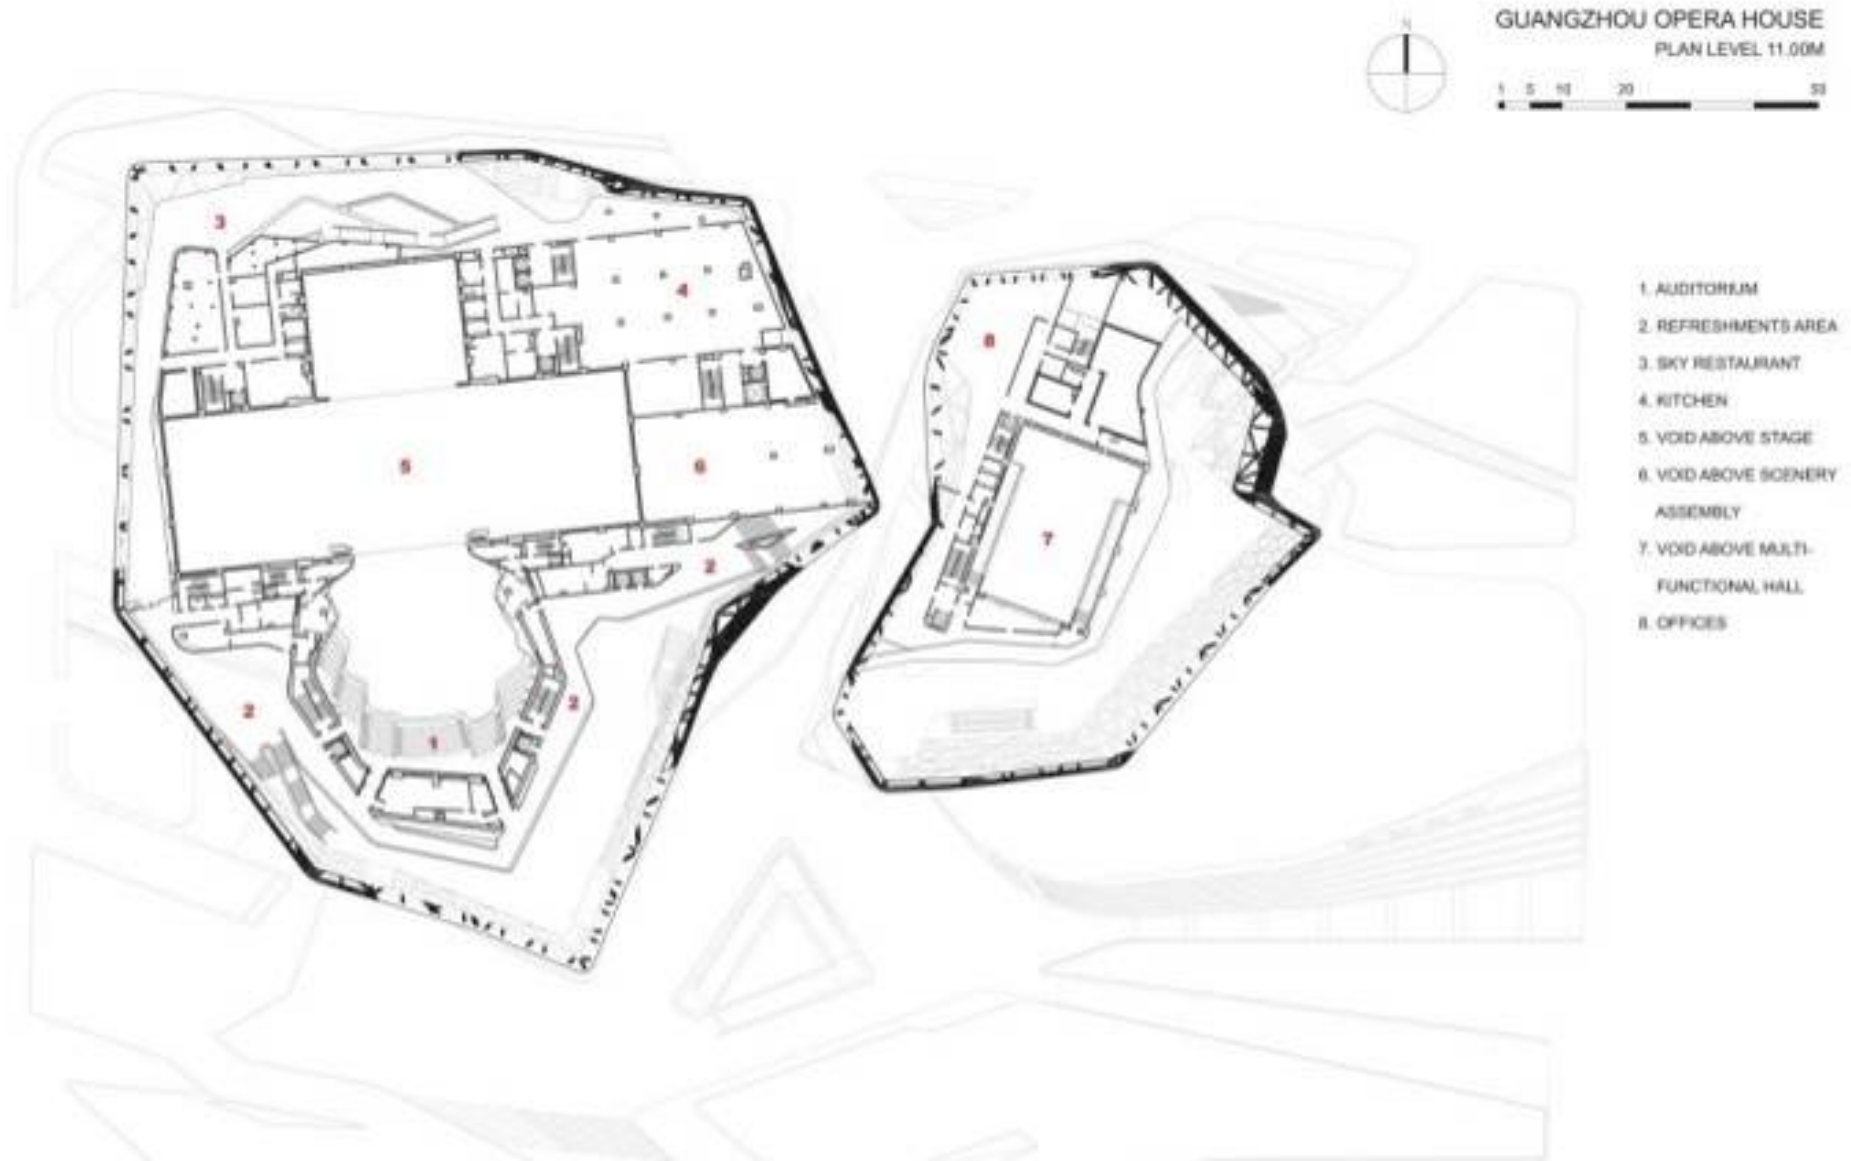 N
GUANGZHOU OPERA HOUSE
PLAN LEVEL 11.00M
1 5 10 20 50
1. AUDITORIUM
2. REFRESHMENTS AREA
3. SKY RESTAURANT
4. KITCHEN
5. VOID ABOVE STAGE
6. VOID ABOVE SCENERY
ASSEMBLY
7. VOID ABOVE MULTI-
FUNCTIONAL HALL
8. OFFICES
3
4
8
5
6
7
2
2
2
1